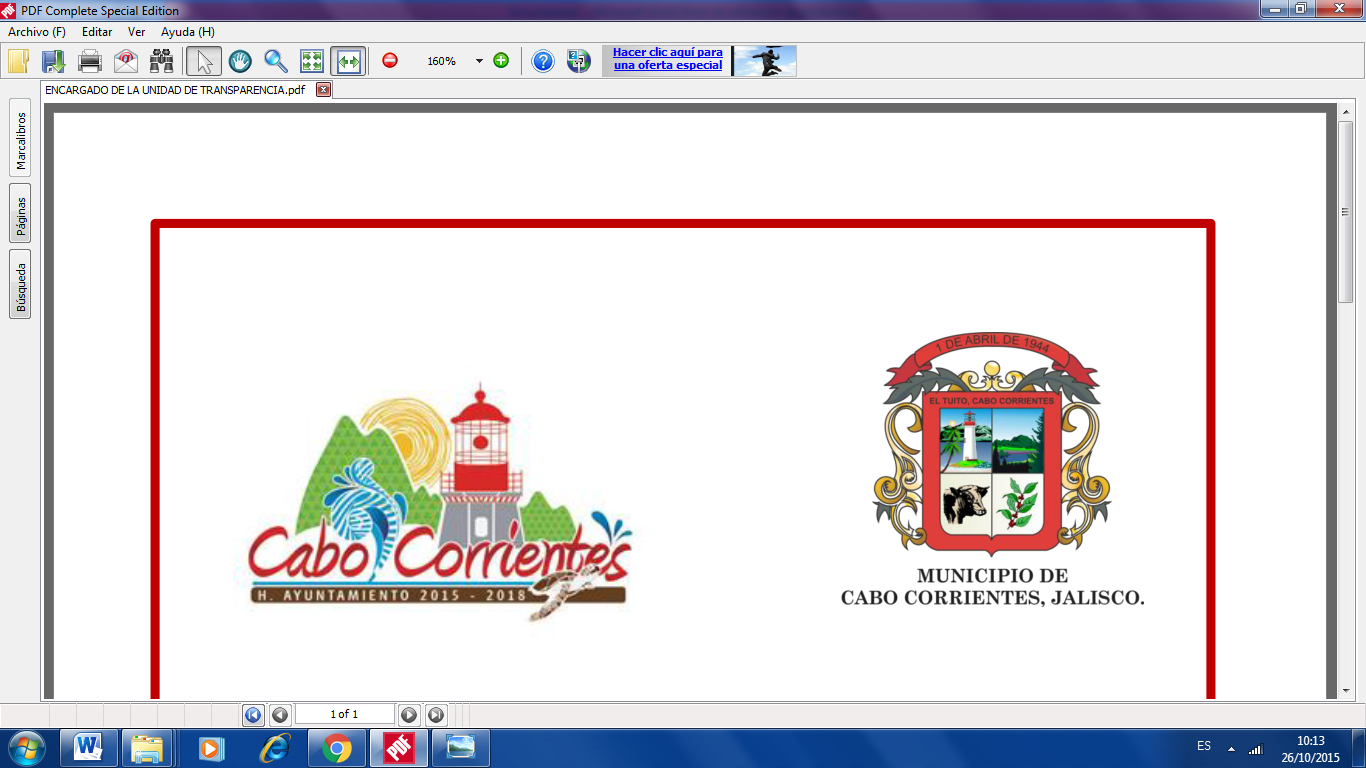 PDF Complete Special Edition
Archivo (F) Editar Ver Ayuda (H)
160%
Hacer clic aquí para
una oferta especial
ENCARGADO DE LA UNIDAD DE TRANSPARENCIA.pdf
Marcalibros
Páginas
Búsqueda
1 DE ABRIL DE 1944
EL TUITO, CABO CORRIENTES
Cabo Corrientes
H. AYUNTAMIENTO 2015 - 2018
MUNICIPIO DE
CABO CORRIENTES, JALISCO.
1 of 1
ES
10:13
26/10/2015